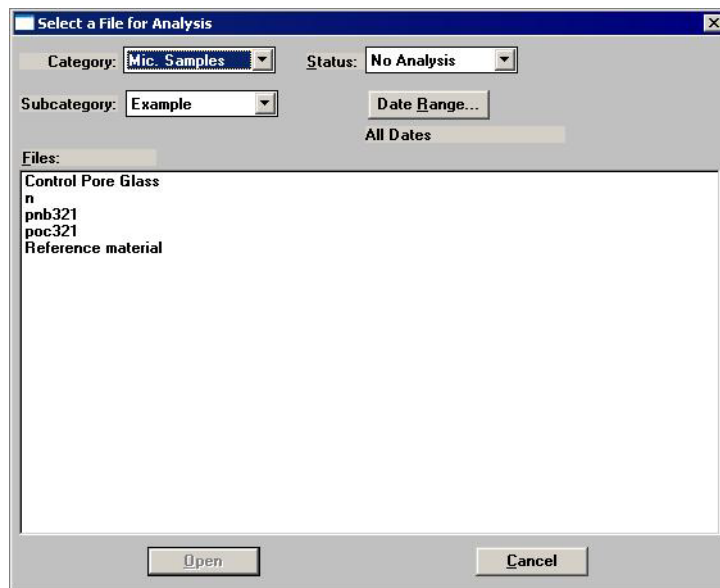 Select a File for Analysis
Category: Mic. Samples Status: No Analysis
Subcategory: Example Date Range...
All Dates
Files:
Control Pore Glass
n
pnb321
poc321
Reference material
Open Cancel